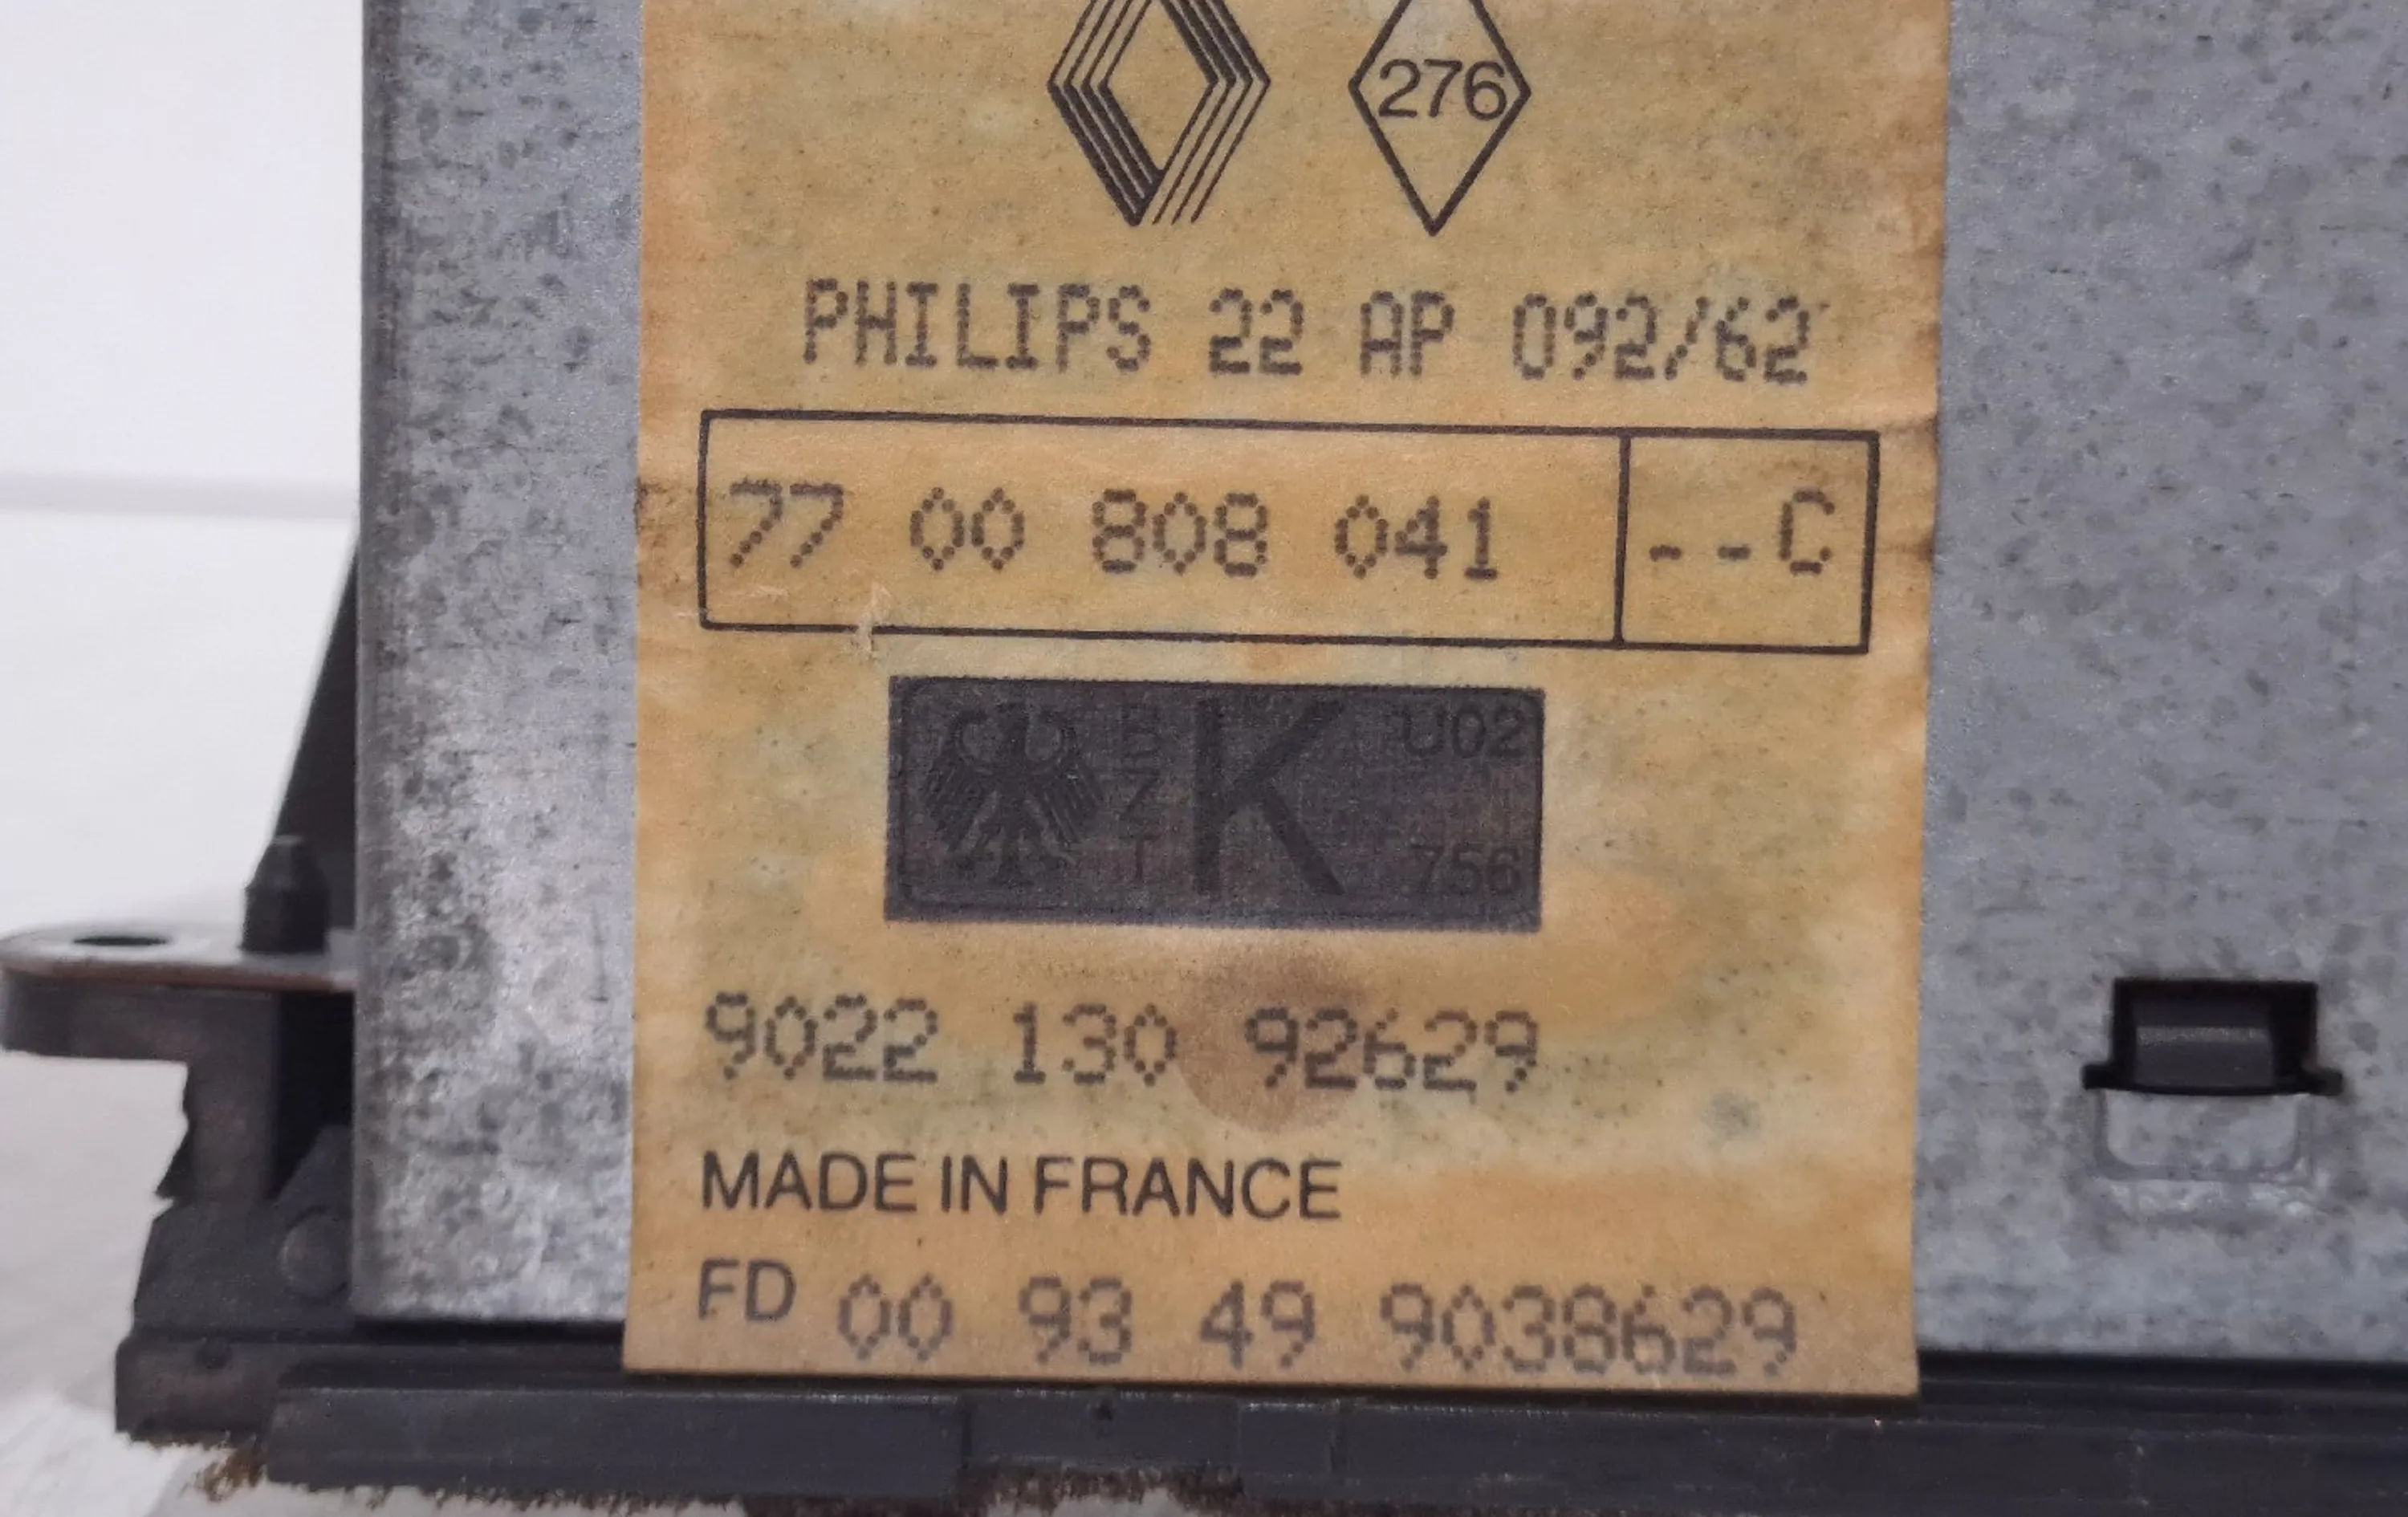 276
PHILIPS 22 AP 092/62
77 00 808 041 --C
BZT K U02
756
9022 130 92629
MADE IN FRANCE
FD 00 93 49 9038629